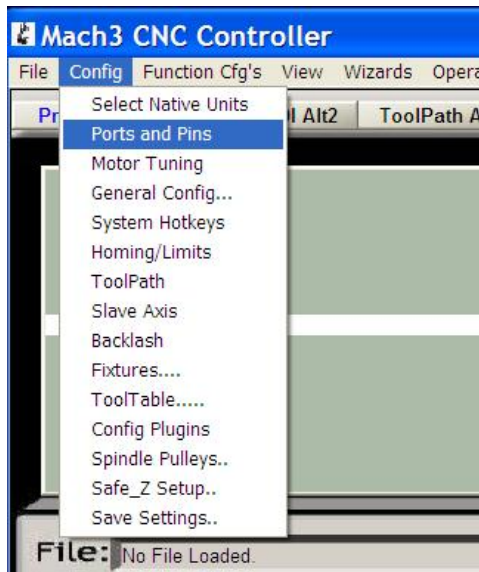 Mach3 CNC Controller
File Config Function Cfg's View Wizards Opera
Pr I Alt2 ToolPath A
Select Native Units
Ports and Pins
Motor Tuning
General Config...
System Hotkeys
Homing/Limits
ToolPath
Slave Axis
Backlash
Fixtures....
ToolTable.....
Config Plugins
Spindle Pulleys..
Safe_Z Setup..
Save Settings..
File: No File Loaded.